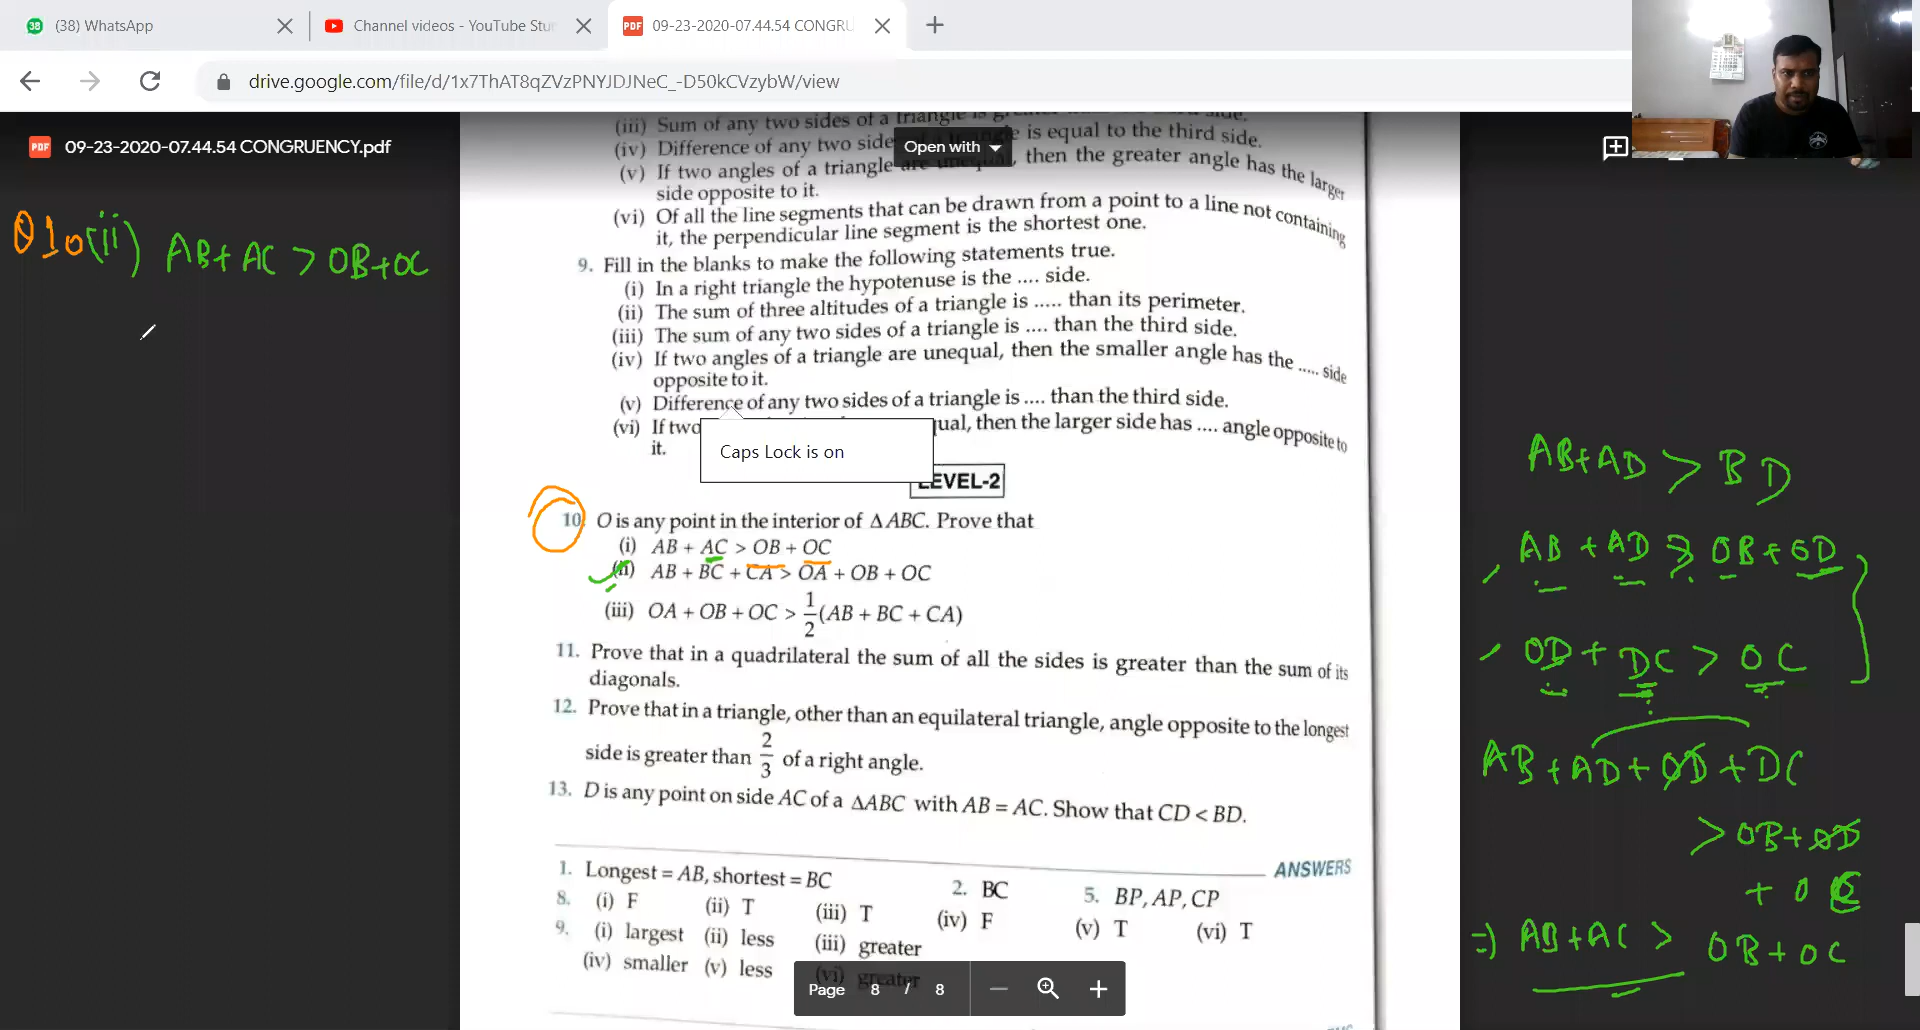 38 (38) WhatsApp
Channel videos - YouTube Stu
PDF 09-23-2020-07.44.54 CONGRU
drive.google.com/file/d/1x7ThAT8qZVzPNYJDJNeC_-D50kCVzybW/view
PDF 09-23-2020-07.44.54 CONGRUENCY.pdf
Open with
(iii) Sum of any two sides of a triangle is
(iv) Difference of any two side is equal to the third side.
(v) If two angles of a triangle are unequal, then the greater angle has the larger
side opposite to it.
(vi) Of all the line segments that can be drawn from a point to a line not containing
it, the perpendicular line segment is the shortest one.
9. Fill in the blanks to make the following statements true.
(i) In a right triangle the hypotenuse is the .... side.
(ii) The sum of three altitudes of a triangle is ..... than its perimeter.
(iii) The sum of any two sides of a triangle is .... than the third side.
(iv) If two angles of a triangle are unequal, then the smaller angle has the ..... side
opposite to it.
(v) Difference of any two sides of a triangle is .... than the third side.
(vi) If two qual, then the larger side has .... angle opposite to
it.
Caps Lock is on
LEVEL-2
10. O is any point in the interior of Δ ABC. Prove that
(i) AB + AC > OB + OC
(ii) AB + BC + CA > OA + OB + OC
(iii) OA + OB + OC > 1/2 (AB + BC + CA)
11. Prove that in a quadrilateral the sum of all the sides is greater than the sum of its
diagonals.
12. Prove that in a triangle, other than an equilateral triangle, angle opposite to the longest
side is greater than 2/3 of a right angle.
13. D is any point on side AC of a ΔABC with AB = AC. Show that CD < BD.
ANSWERS
1. Longest = AB, shortest = BC 2. BC 5. BP, AP, CP
8. (i) F (ii) T (iii) T (iv) F (v) T (vi) T
9. (i) largest (ii) less (iii) greater
(iv) smaller (v) less (vi) greater
Page 8 / 8
Q10(ii) AB+AC > OB+OC
AB+AD > BD
AB + AD > OB + OD
OD + DC > OC
AB + AD + OD + DC
> OB + OD
+ OC
=) AB+AC > OB + OC